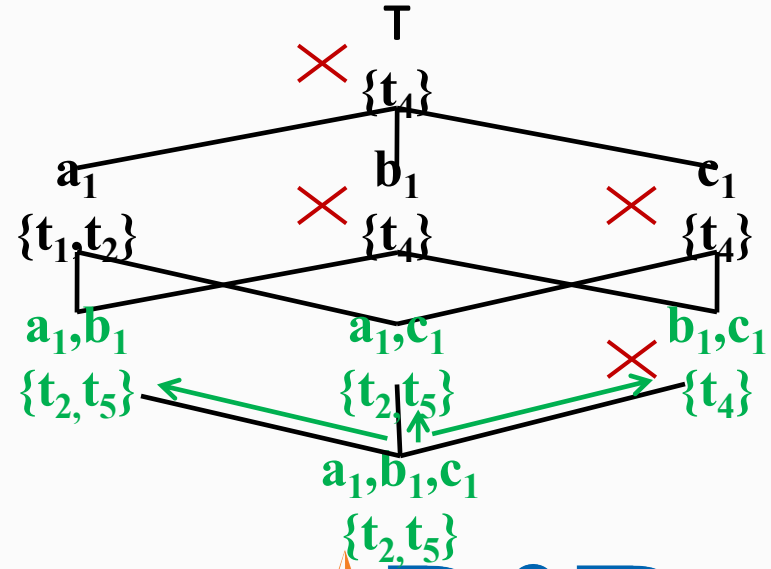 T
{t₄}
a₁ b₁ c₁
{t₁,t₂} {t₄} {t₄}
a₁,b₁ a₁,c₁ b₁,c₁
{t₂,t₅} {t₂,t₅} {t₄}
a₁,b₁,c₁
{t₂,t₅}